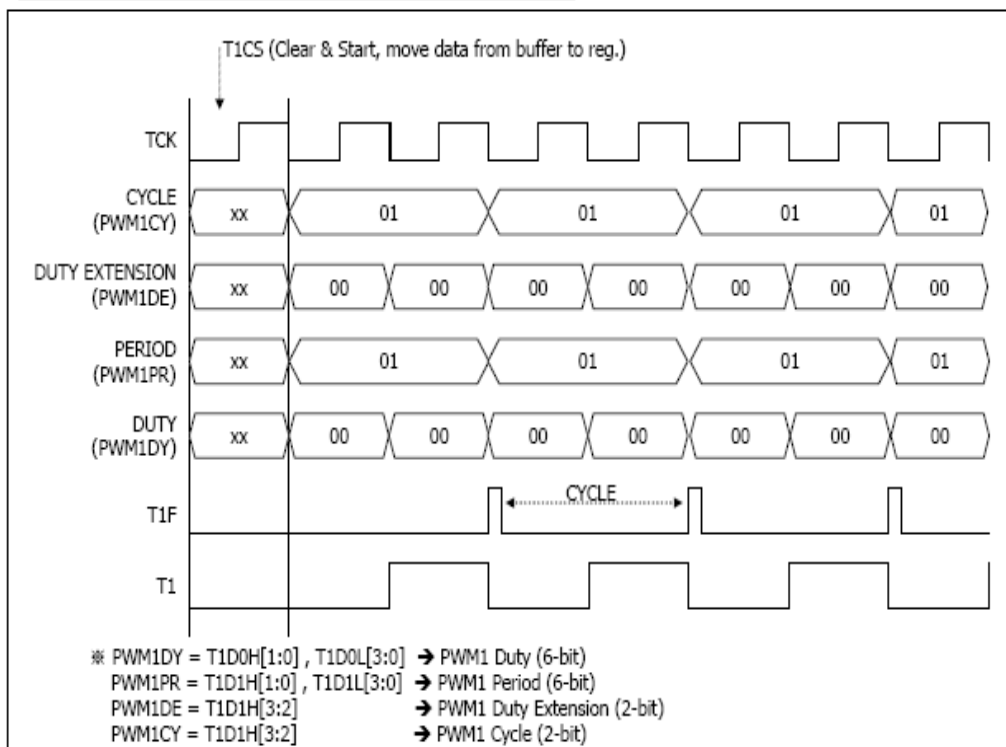 T1CS (Clear & Start, move data from buffer to reg.)
TCK
CYCLE
(PWM1CY)
xx 01 01 01 01
DUTY EXTENSION
(PWM1DE)
xx 00 00 00 00 00 00 00
PERIOD
(PWM1PR)
xx 01 01 01 01
DUTY
(PWM1DY)
xx 00 00 00 00 00 00 00
T1F
CYCLE
T1
※ PWM1DY = T1D0H[1:0] , T1D0L[3:0] ➔ PWM1 Duty (6-bit)
PWM1PR = T1D1H[1:0] , T1D1L[3:0] ➔ PWM1 Period (6-bit)
PWM1DE = T1D1H[3:2] ➔ PWM1 Duty Extension (2-bit)
PWM1CY = T1D1H[3:2] ➔ PWM1 Cycle (2-bit)